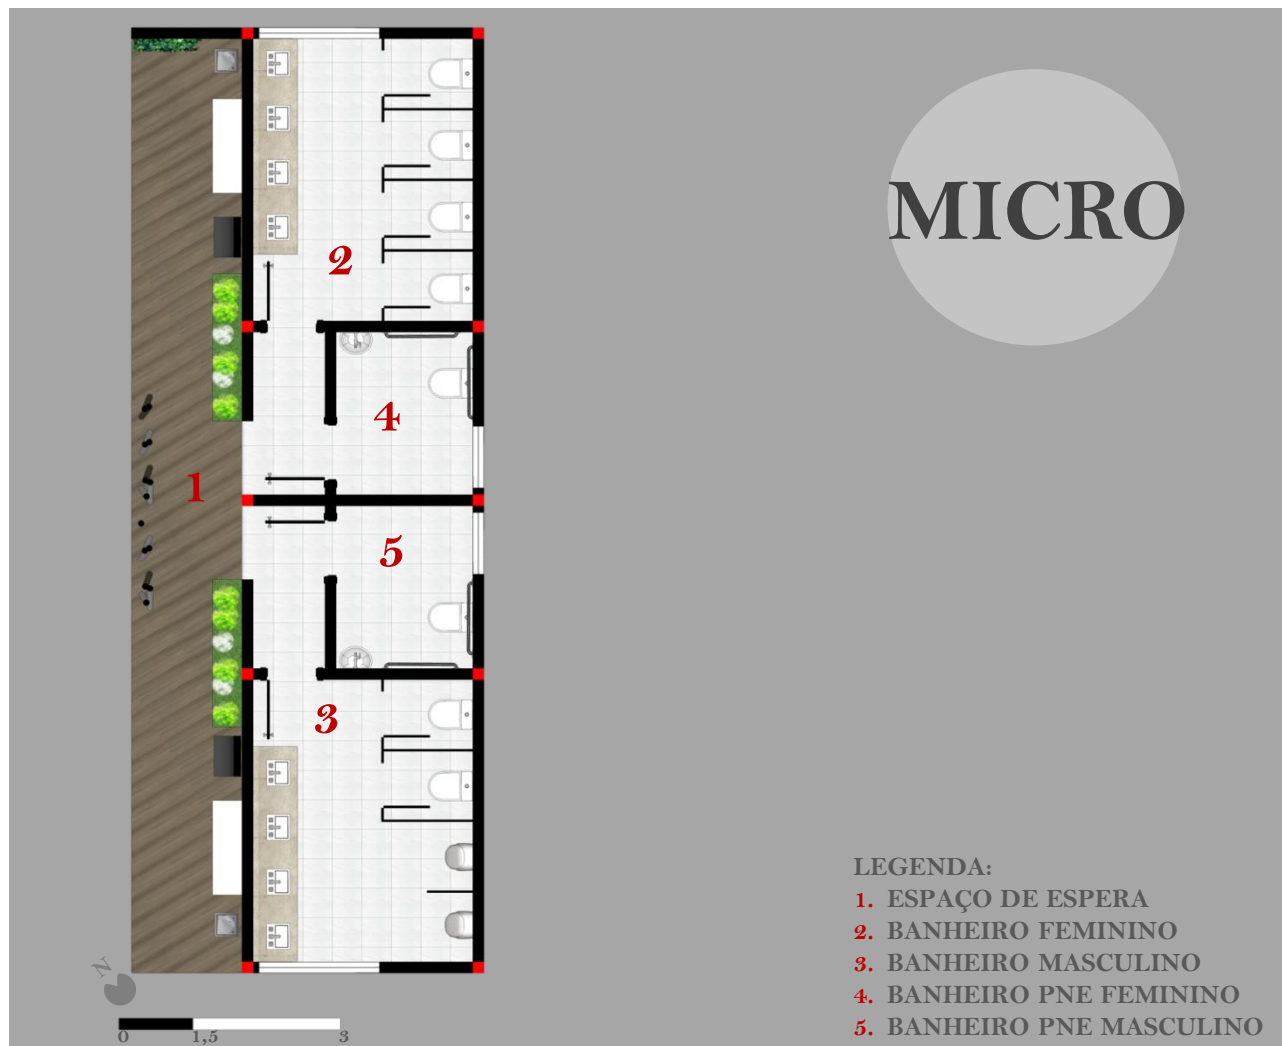 MICRO
2
4
1
5
3
N
0 1,5 3
LEGENDA:
1. ESPAÇO DE ESPERA
2. BANHEIRO FEMININO
3. BANHEIRO MASCULINO
4. BANHEIRO PNE FEMININO
5. BANHEIRO PNE MASCULINO